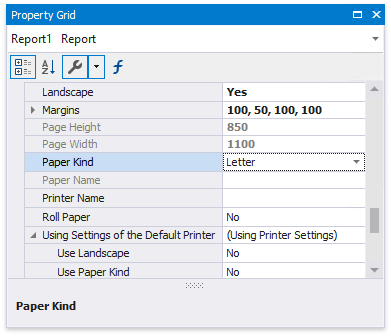 Property Grid
Report1 Report
A
Z
Landscape Yes
Margins 100, 50, 100, 100
Page Height 850
Page Width 1100
Paper Kind Letter
Paper Name
Printer Name
Roll Paper No
Using Settings of the Default Printer (Using Printer Settings)
Use Landscape No
Use Paper Kind No
Paper Kind